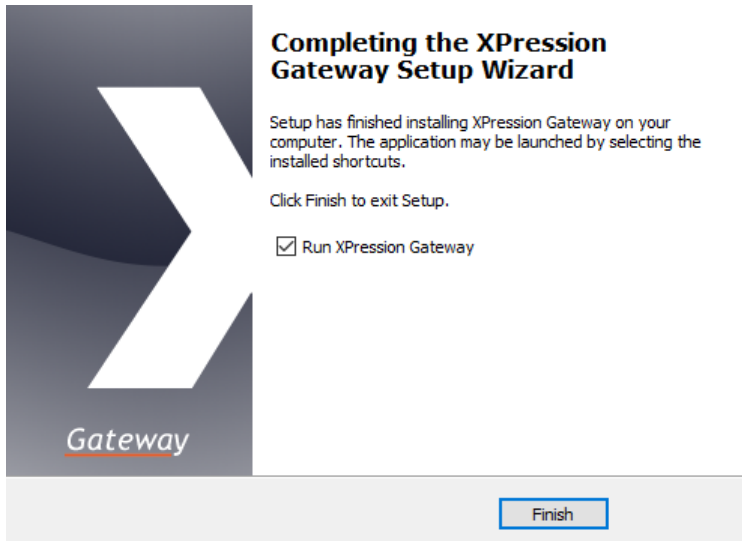 Completing the XPression
Gateway Setup Wizard
Setup has finished installing XPression Gateway on your
computer. The application may be launched by selecting the
installed shortcuts.
Click Finish to exit Setup.
Run XPression Gateway
Gateway
Finish